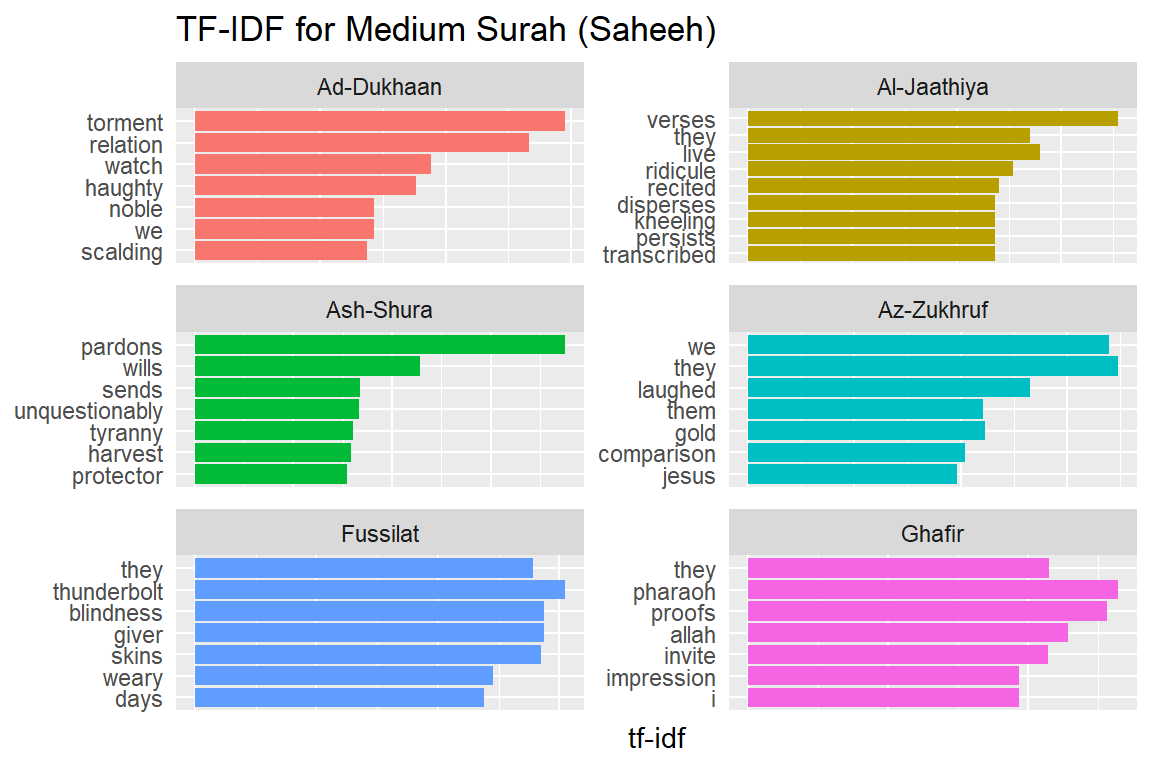 TF-IDF for Medium Surah (Saheeh)
Ad-Dukhaan
torment
relation
watch
haughty
noble
we
scalding
Al-Jaathiya
verses
they
live
ridicule
recited
disperses
kneeling
persists
transcribed
Ash-Shura
pardons
wills
sends
unquestionably
tyranny
harvest
protector
Az-Zukhruf
we
they
laughed
them
gold
comparison
jesus
Fussilat
they
thunderbolt
blindness
giver
skins
weary
days
Ghafir
they
pharaoh
proofs
allah
invite
impression
i
tf-idf